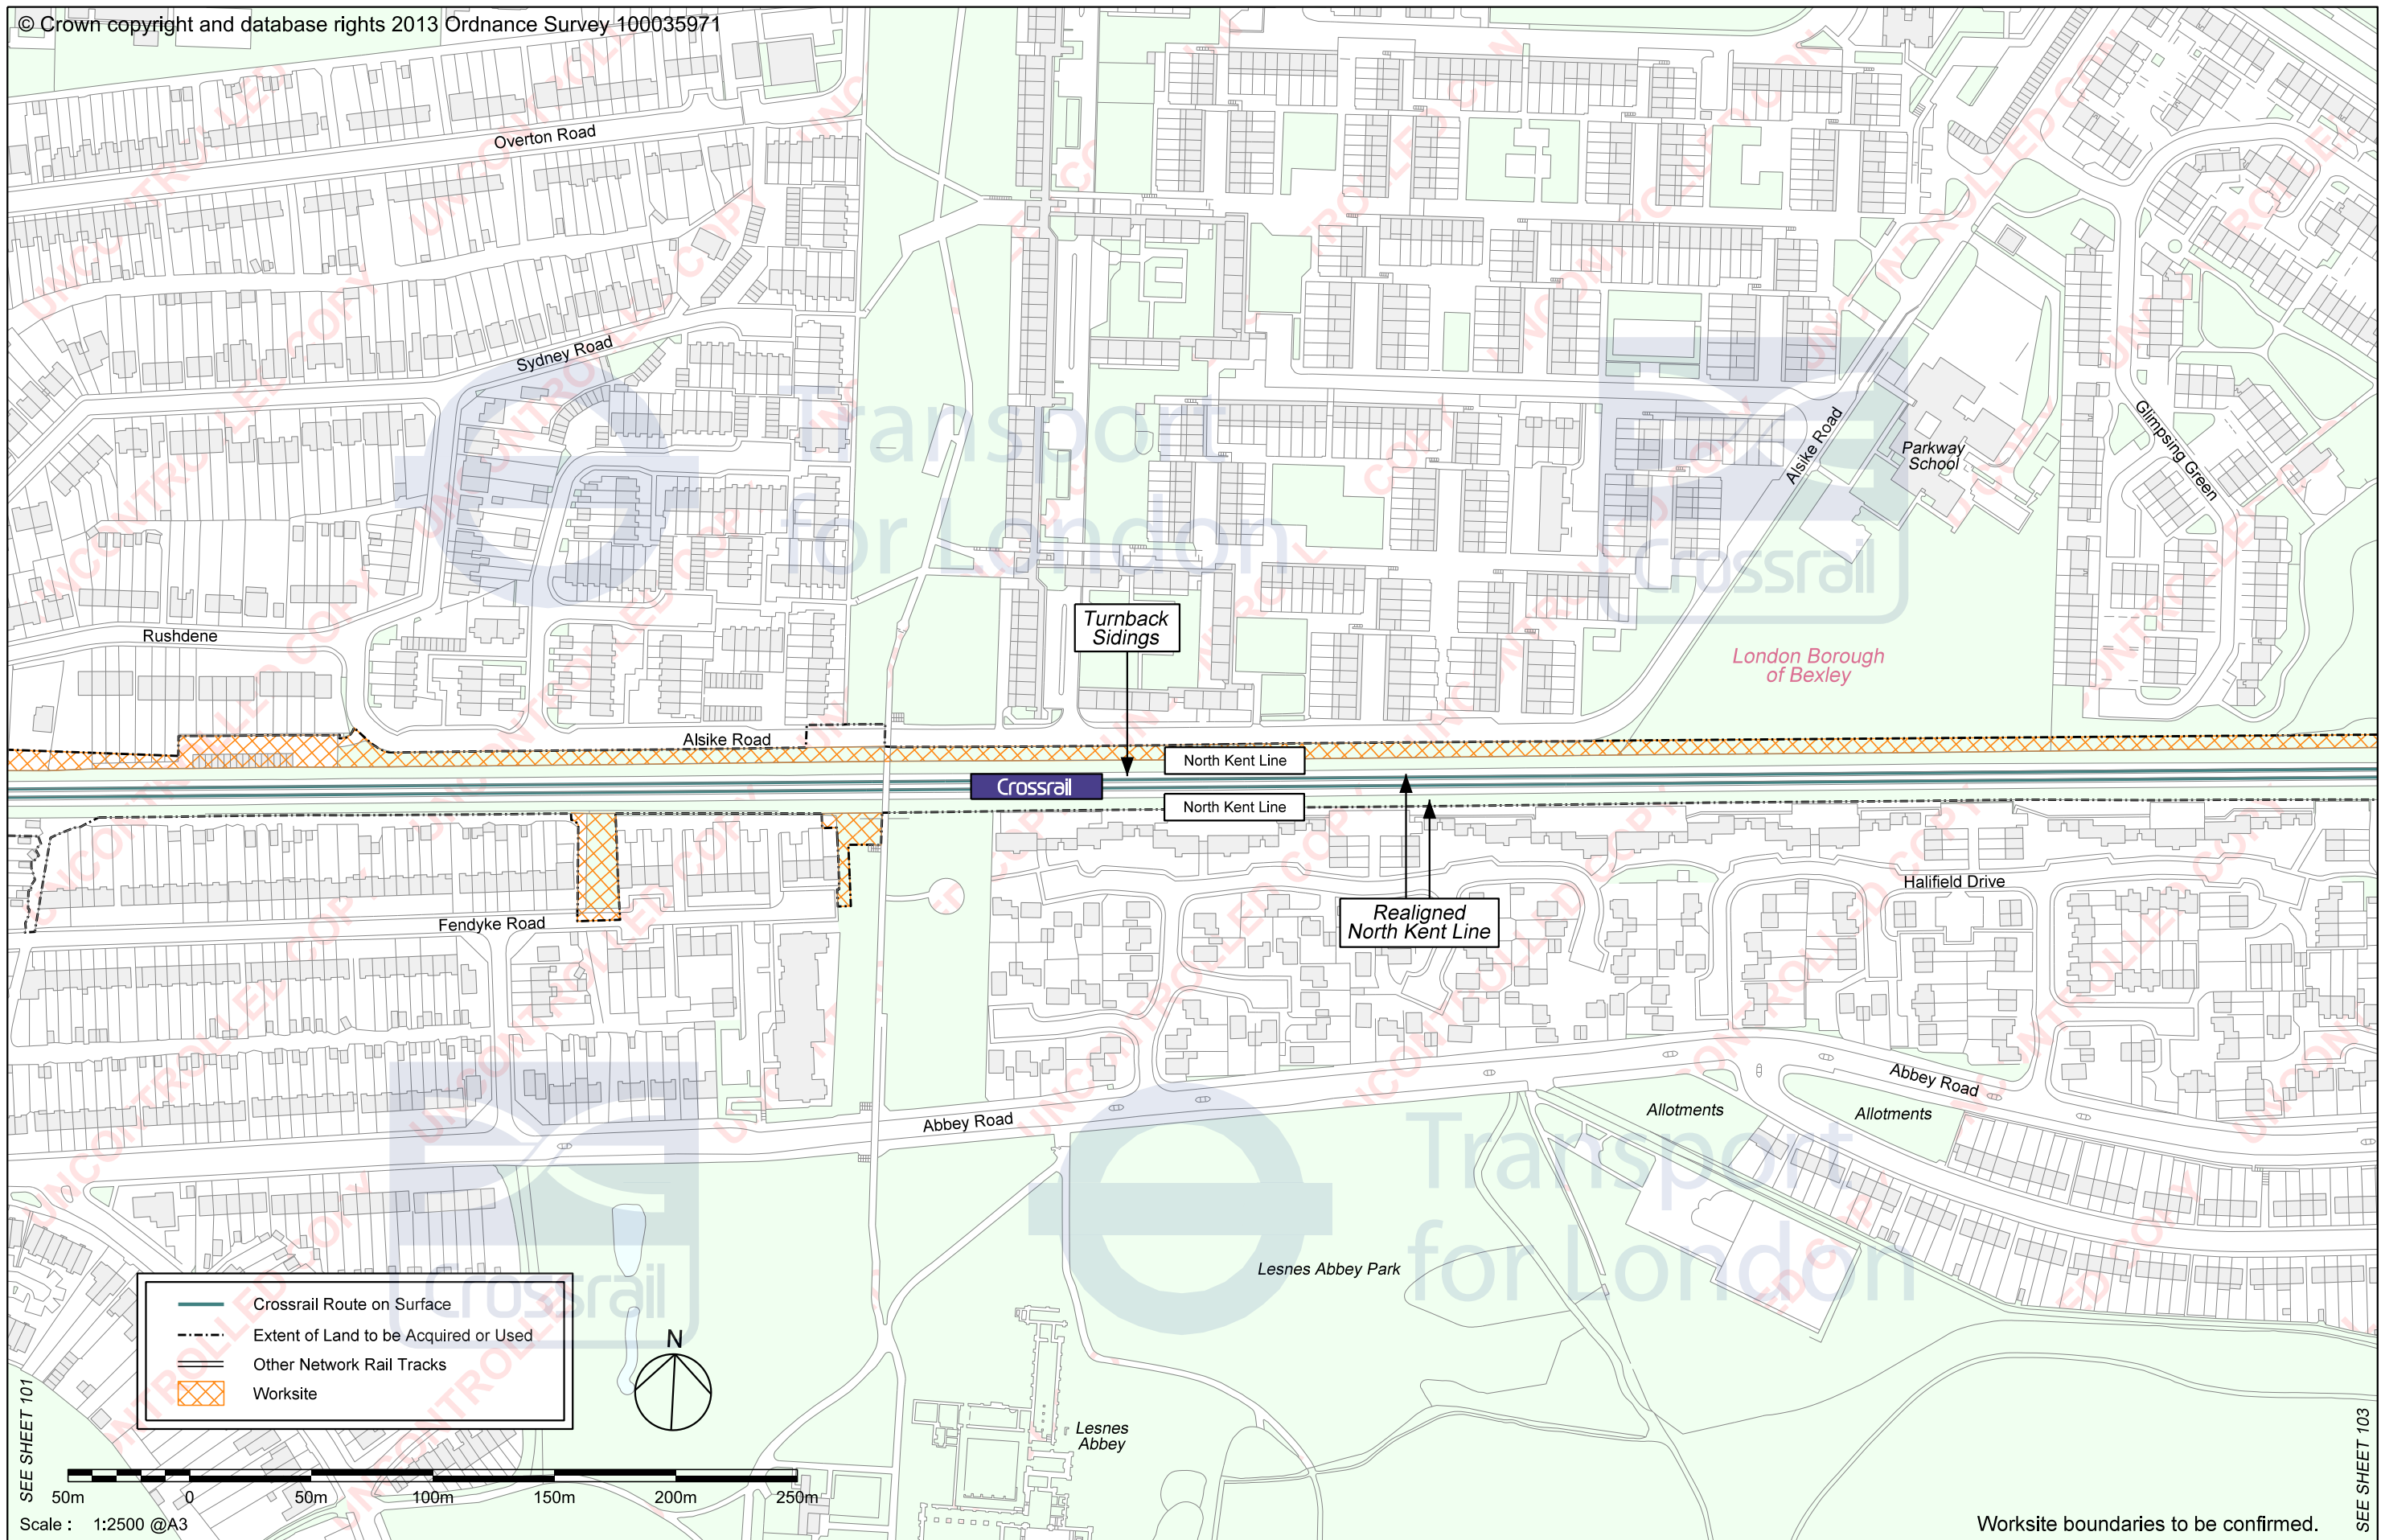 © Crown copyright and database rights 2013 Ordnance Survey 100035971
Overton Road
Sydney Road
Transport
for London
Alsike Road
Parkway
School
Glimpsing Green
Crossrail
Rushdene
Turnback
Sidings
London Borough
of Bexley
Alsike Road
North Kent Line
Crossrail
North Kent Line
Halifield Drive
Fendyke Road
Realigned
North Kent Line
Abbey Road
Abbey Road
Allotments
Allotments
Transport
for London
Lesnes Abbey Park
Crossrail
Crossrail Route on Surface
Extent of Land to be Acquired or Used
Other Network Rail Tracks
Worksite
N
Lesnes
Abbey
SEE SHEET 101
SEE SHEET 103
50m 0 50m 100m 150m 200m 250m
Scale : 1:2500 @A3
Worksite boundaries to be confirmed.
UNCONTROLLED COPY